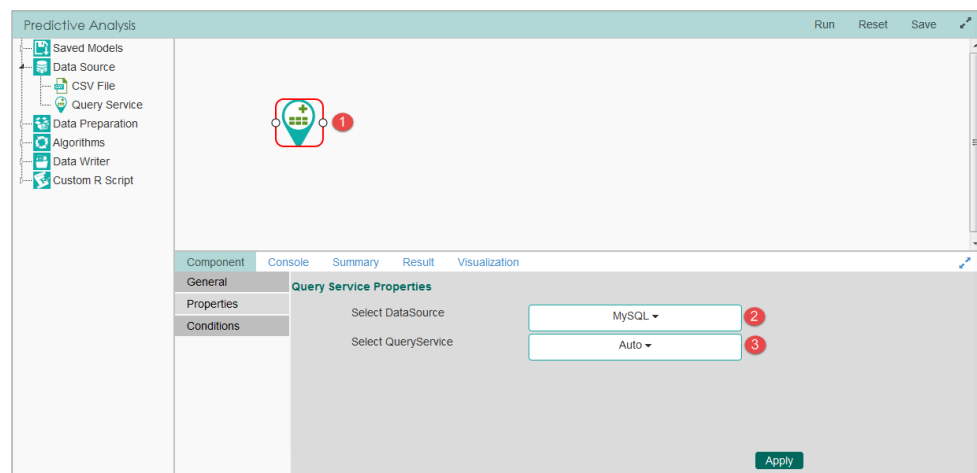 Predictive Analysis
Run Reset Save
Saved Models
Data Source
CSV File
Query Service
Data Preparation
Algorithms
Data Writer
Custom R Script
1
Component Console Summary Result Visualization
General
Properties
Conditions
Query Service Properties
Select DataSource MySQL 2
Select QueryService Auto 3
Apply